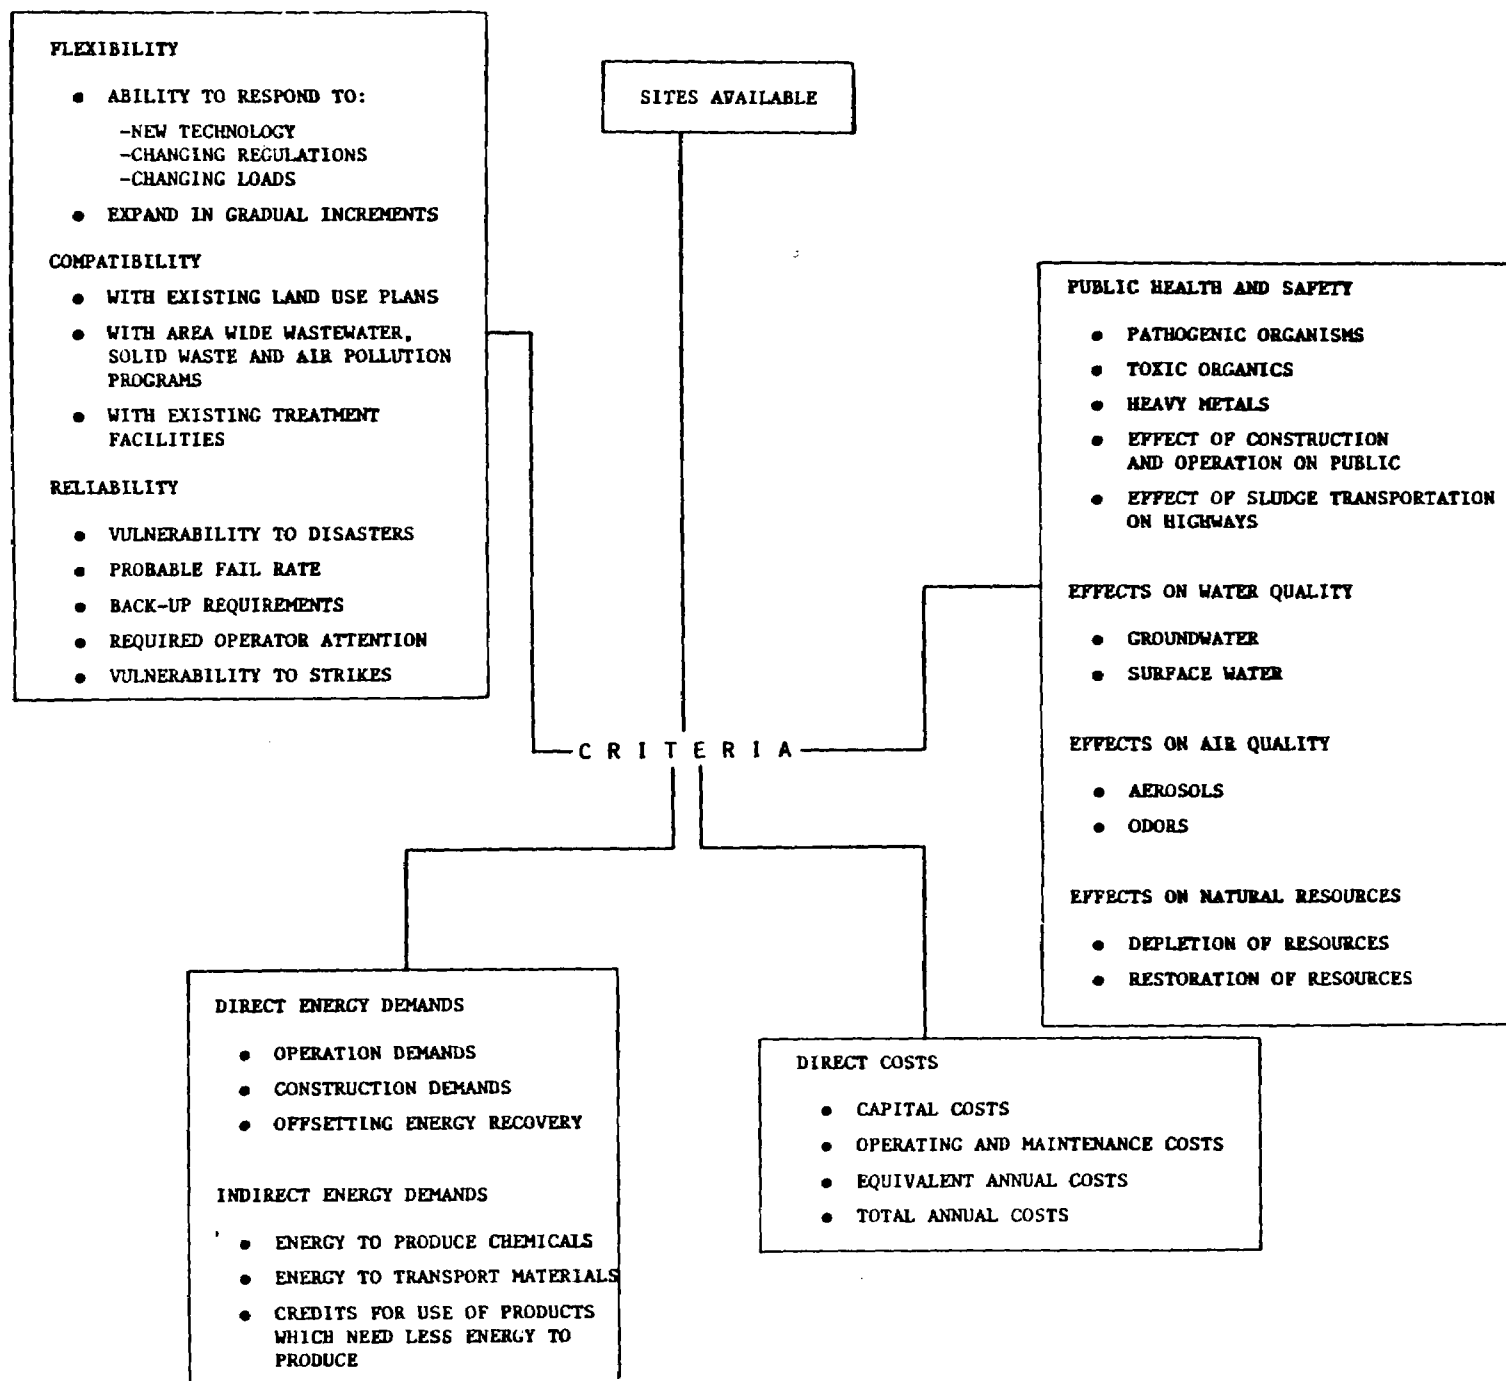 FLEXIBILITY
● ABILITY TO RESPOND TO:
-NEW TECHNOLOGY
-CHANGING REGULATIONS
-CHANGING LOADS
● EXPAND IN GRADUAL INCREMENTS
COMPATIBILITY
● WITH EXISTING LAND USE PLANS
● WITH AREA WIDE WASTEWATER,
SOLID WASTE AND AIR POLLUTION
PROGRAMS
● WITH EXISTING TREATMENT
FACILITIES
RELIABILITY
● VULNERABILITY TO DISASTERS
● PROBABLE FAIL RATE
● BACK-UP REQUIREMENTS
● REQUIRED OPERATOR ATTENTION
● VULNERABILITY TO STRIKES
SITES AVAILABLE
PUBLIC HEALTH AND SAFETY
● PATHOGENIC ORGANISMS
● TOXIC ORGANICS
● HEAVY METALS
● EFFECT OF CONSTRUCTION
AND OPERATION ON PUBLIC
● EFFECT OF SLUDGE TRANSPORTATION
ON HIGHWAYS
EFFECTS ON WATER QUALITY
● GROUNDWATER
● SURFACE WATER
EFFECTS ON AIR QUALITY
● AEROSOLS
● ODORS
EFFECTS ON NATURAL RESOURCES
● DEPLETION OF RESOURCES
● RESTORATION OF RESOURCES
C R I T E R I A
DIRECT ENERGY DEMANDS
● OPERATION DEMANDS
● CONSTRUCTION DEMANDS
● OFFSETTING ENERGY RECOVERY
INDIRECT ENERGY DEMANDS
● ENERGY TO PRODUCE CHEMICALS
● ENERGY TO TRANSPORT MATERIALS
● CREDITS FOR USE OF PRODUCTS
WHICH NEED LESS ENERGY TO
PRODUCE
DIRECT COSTS
● CAPITAL COSTS
● OPERATING AND MAINTENANCE COSTS
● EQUIVALENT ANNUAL COSTS
● TOTAL ANNUAL COSTS